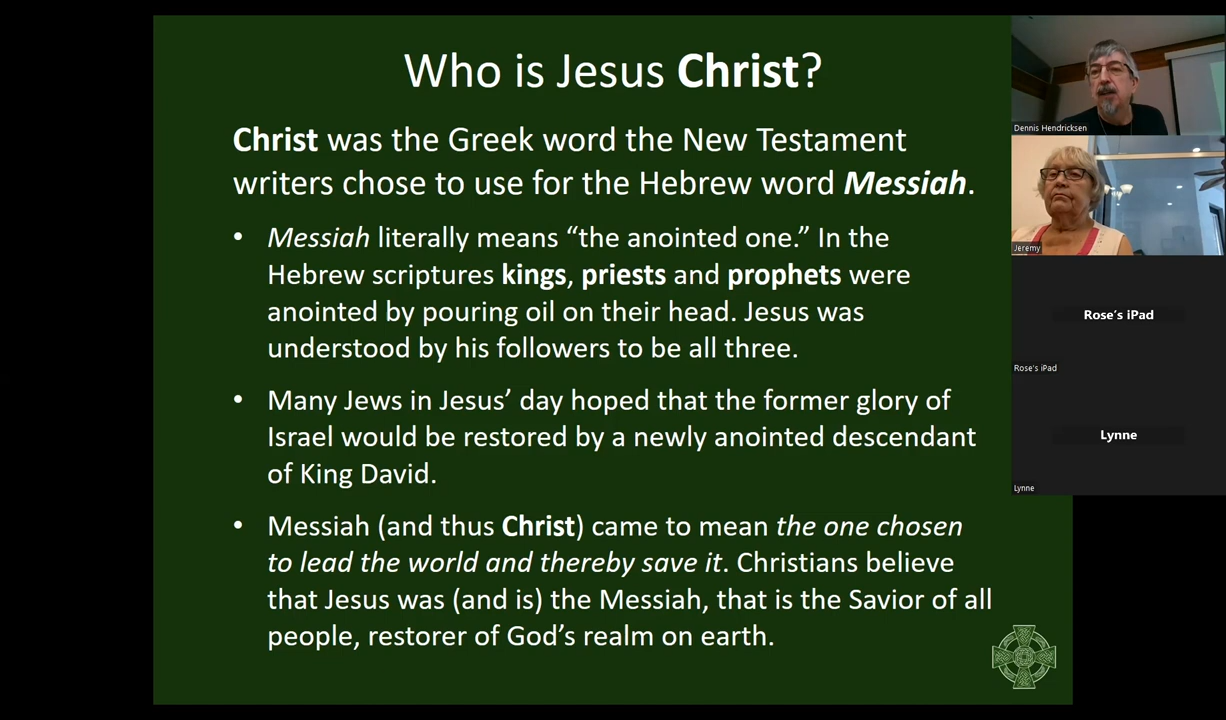 Who is Jesus Christ?
Christ was the Greek word the New Testament
writers chose to use for the Hebrew word Messiah.
• Messiah literally means “the anointed one.” In the
Hebrew scriptures kings, priests and prophets were
anointed by pouring oil on their head. Jesus was
understood by his followers to be all three.
• Many Jews in Jesus’ day hoped that the former glory of
Israel would be restored by a newly anointed descendant
of King David.
• Messiah (and thus Christ) came to mean the one chosen
to lead the world and thereby save it. Christians believe
that Jesus was (and is) the Messiah, that is the Savior of all
people, restorer of God’s realm on earth.
Dennis Hendricksen
Jeremy
Rose’s iPad
Rose's iPad
Lynne
Lynne